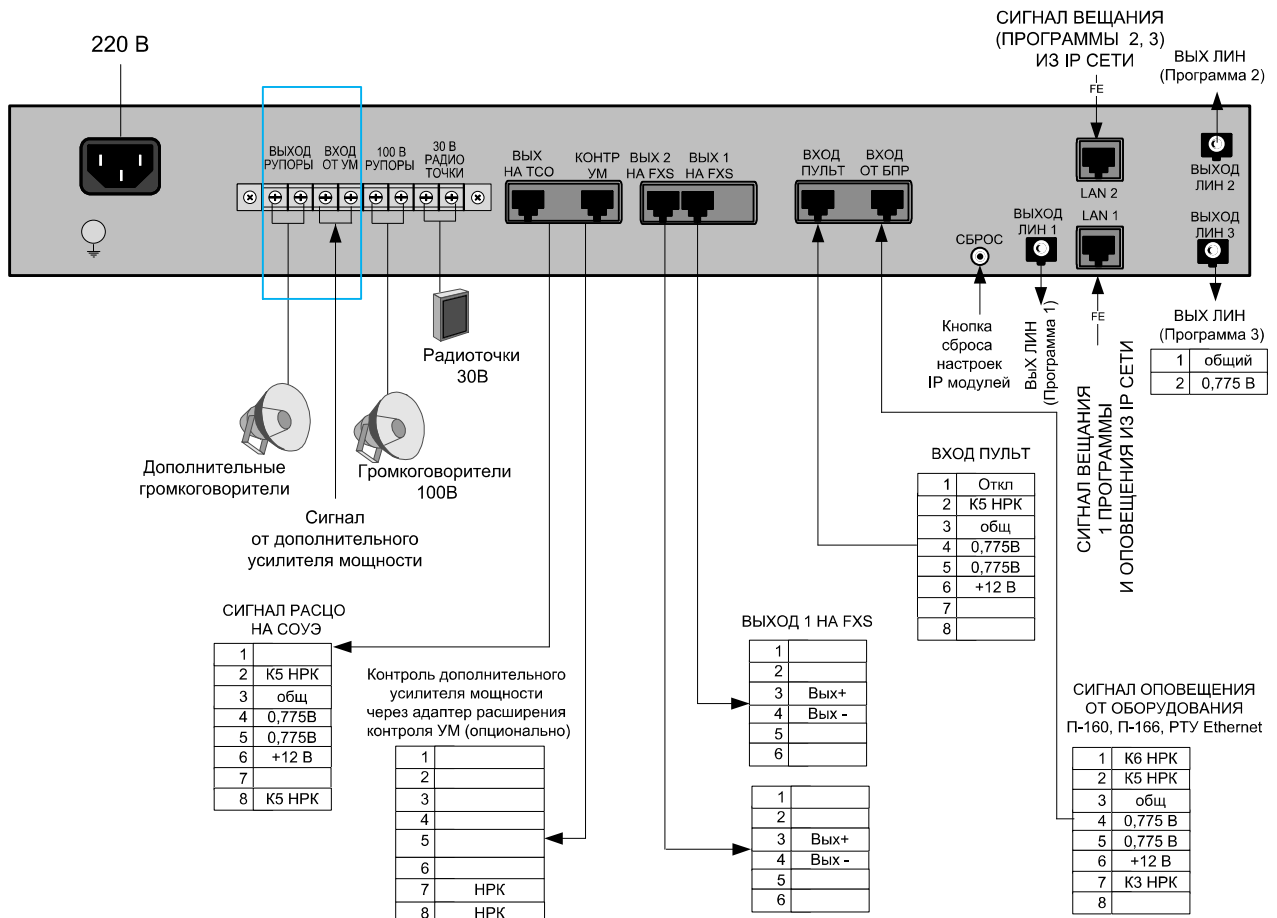 220 В
СИГНАЛ ВЕЩАНИЯ
(ПРОГРАММЫ 2, 3)
ИЗ IP СЕТИ
FE
ВЫХ ЛИН
(Программа 2)
ВЫХОД
РУПОРЫ
ВХОД
ОТ УМ
100 В
РУПОРЫ
30 В
РАДИО
ТОЧКИ
ВЫХ
НА ТСО
КОНТР
УМ
ВЫХ 2
НА FXS
ВЫХ 1
НА FXS
ВХОД
ПУЛЬТ
ВХОД
ОТ БПР
СБРОС
ВЫХОД
ЛИН 1
LAN 2
LAN 1
ВЫХОД
ЛИН 2
ВЫХОД
ЛИН 3
Радиоточки
30В
Дополнительные
громкоговорители
Громкоговорители
100В
Сигнал
от дополнительного
усилителя мощности
Кнопка
сброса
настроек
IP модулей
ВыХ ЛИН
(Программа 1)
FE
СИГНАЛ ВЕЩАНИЯ
1 ПРОГРАММЫ
И ОПОВЕЩЕНИЯ ИЗ IP СЕТИ
ВЫХ ЛИН
(Программа 3)
1 общий
2 0,775 В
ВХОД ПУЛЬТ
1 Откл
2 К5 НРК
3 общ
4 0,775В
5 0,775В
6 +12 В
7
8
СИГНАЛ РАСЦО
НА СОУЭ
1
2 К5 НРК
3 общ
4 0,775В
5 0,775В
6 +12 В
7
8 К5 НРК
Контроль дополнительного
усилителя мощности
через адаптер расширения
контроля УМ (опционально)
1
2
3
4
5
6
7 НРК
8 НРК
ВЫХОД 1 НА FXS
1
2
3 Вых+
4 Вых -
5
6
1
2
3 Вых+
4 Вых -
5
6
СИГНАЛ ОПОВЕЩЕНИЯ
ОТ ОБОРУДОВАНИЯ
П-160, П-166, РТУ Ethernet
1 К6 НРК
2 К5 НРК
3 общ
4 0,775 В
5 0,775 В
6 +12 В
7 К3 НРК
8